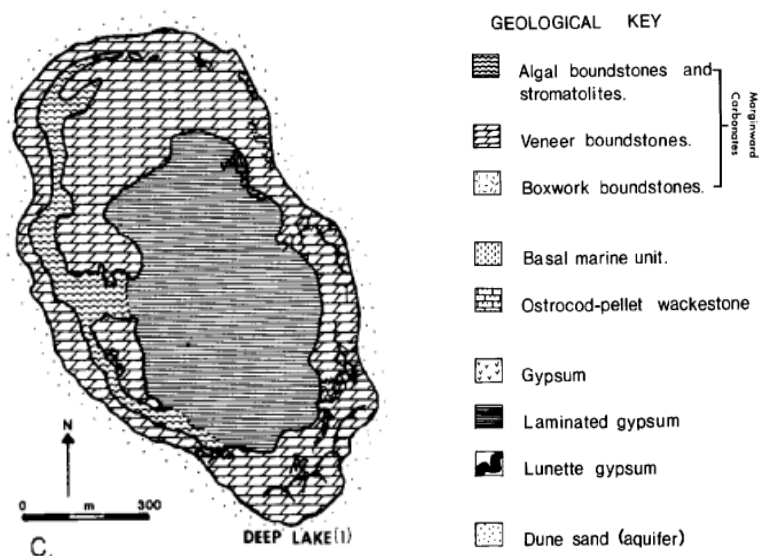 GEOLOGICAL KEY
Algal boundstones and
stromatolites.
Veneer boundstones.
Boxwork boundstones.
Marginward
Carbonates
Basal marine unit.
Ostrocod-pellet wackestone
Gypsum
Laminated gypsum
Lunette gypsum
Dune sand (aquifer)
N
0 m 300
DEEP LAKE(1)
C.